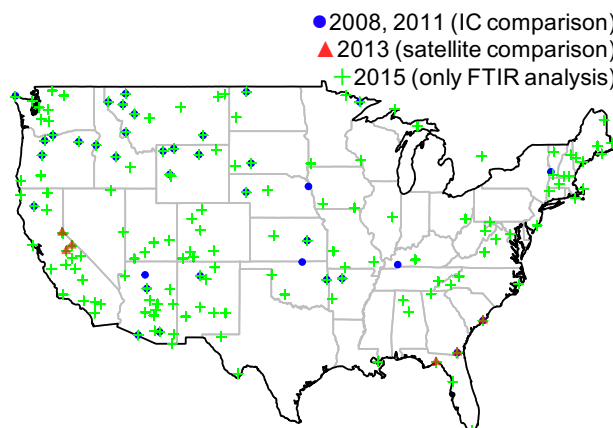 2008, 2011 (IC comparison)
2013 (satellite comparison)
2015 (only FTIR analysis)